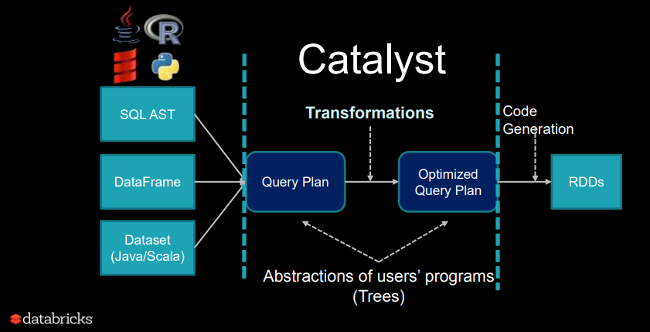 Catalyst
SQL AST
DataFrame
Dataset
(Java/Scala)
Transformations
Query Plan
Optimized
Query Plan
Code
Generation
RDDs
Abstractions of users' programs
(Trees)
databricks